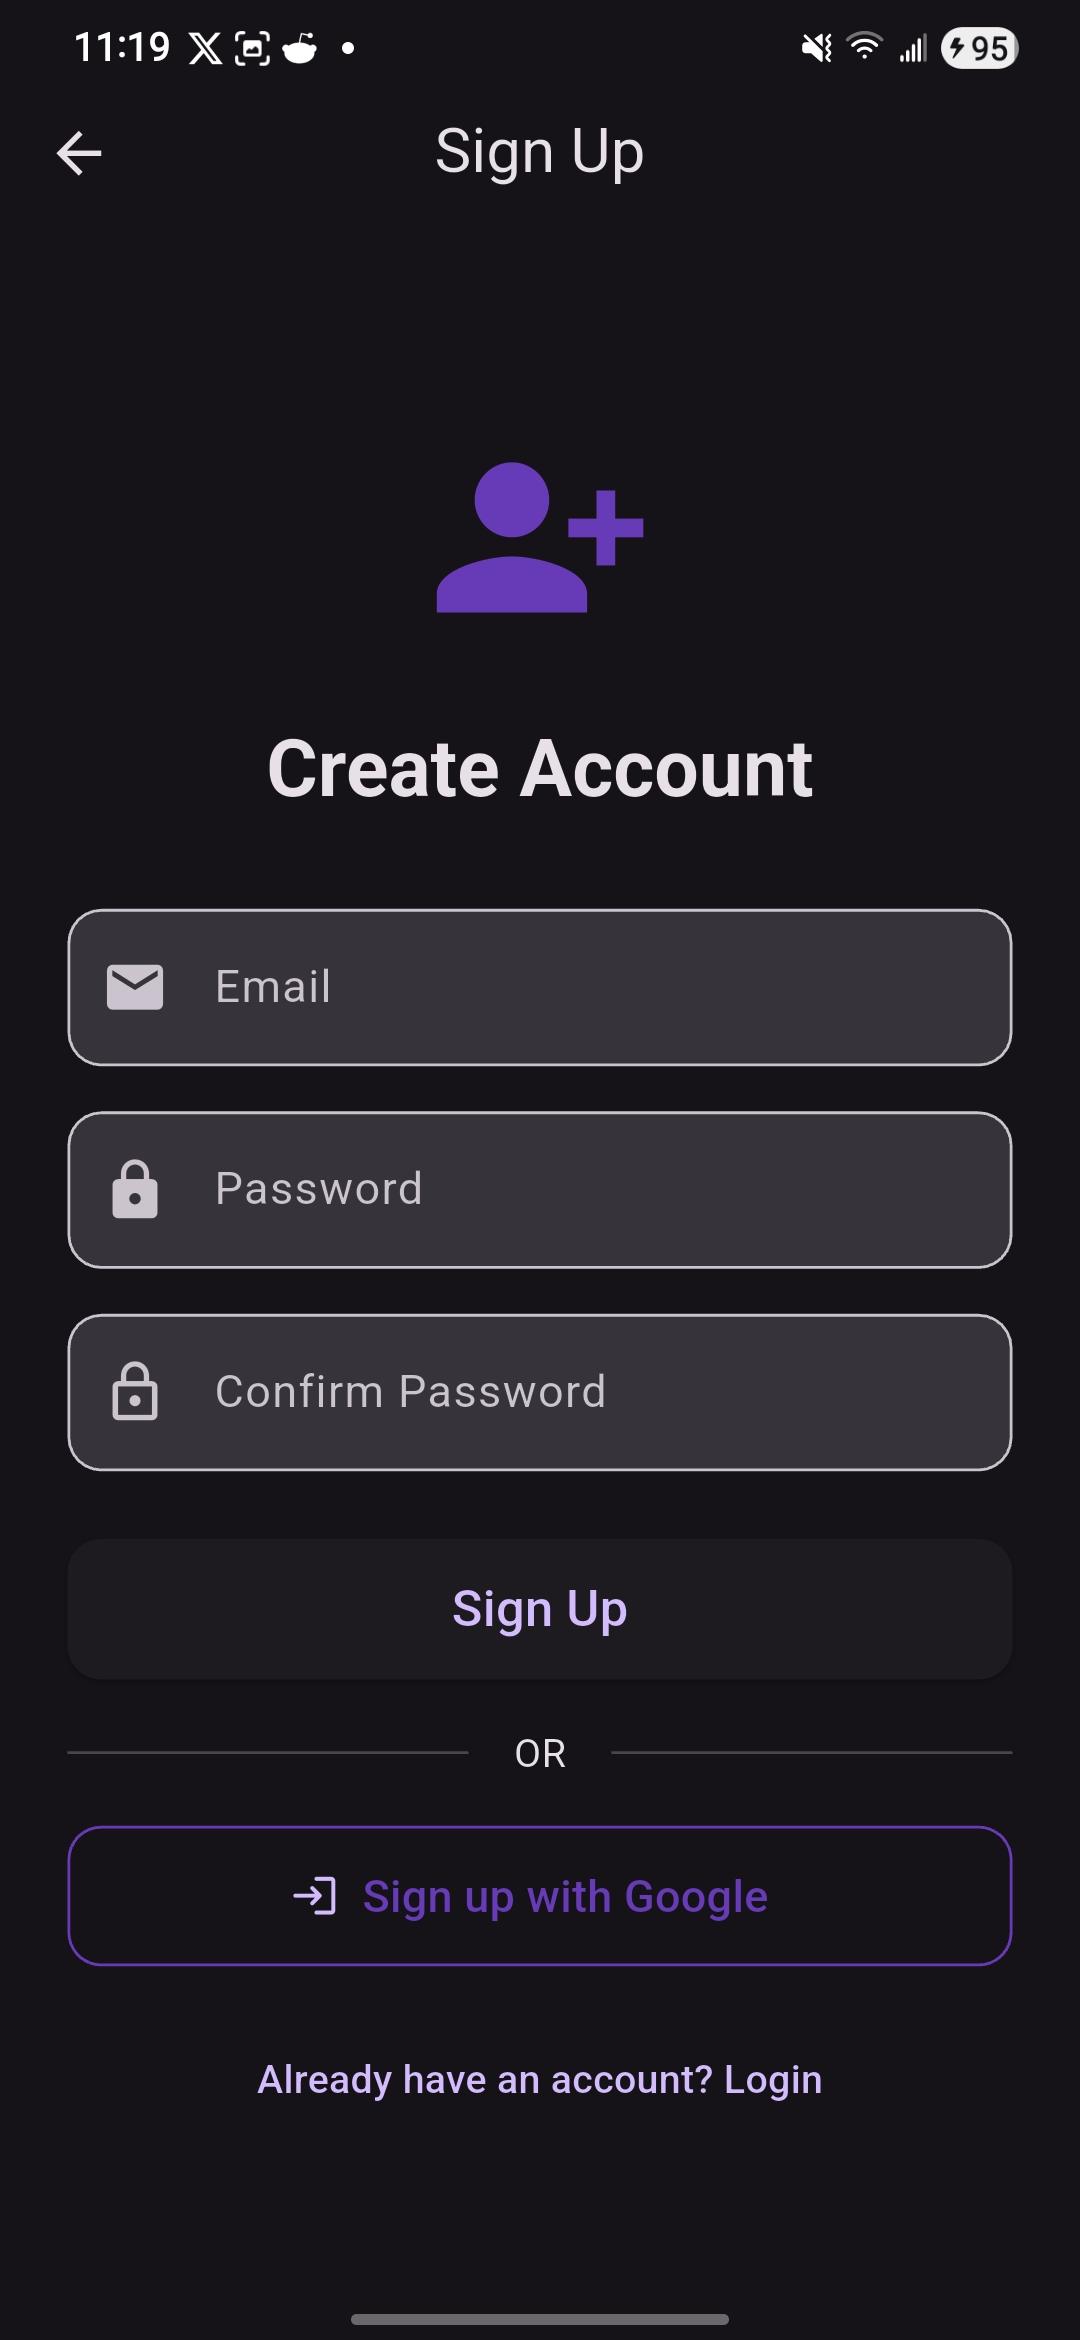 11:19
95
Sign Up
Create Account
Email
Password
Confirm Password
Sign Up
OR
Sign up with Google
Already have an account? Login